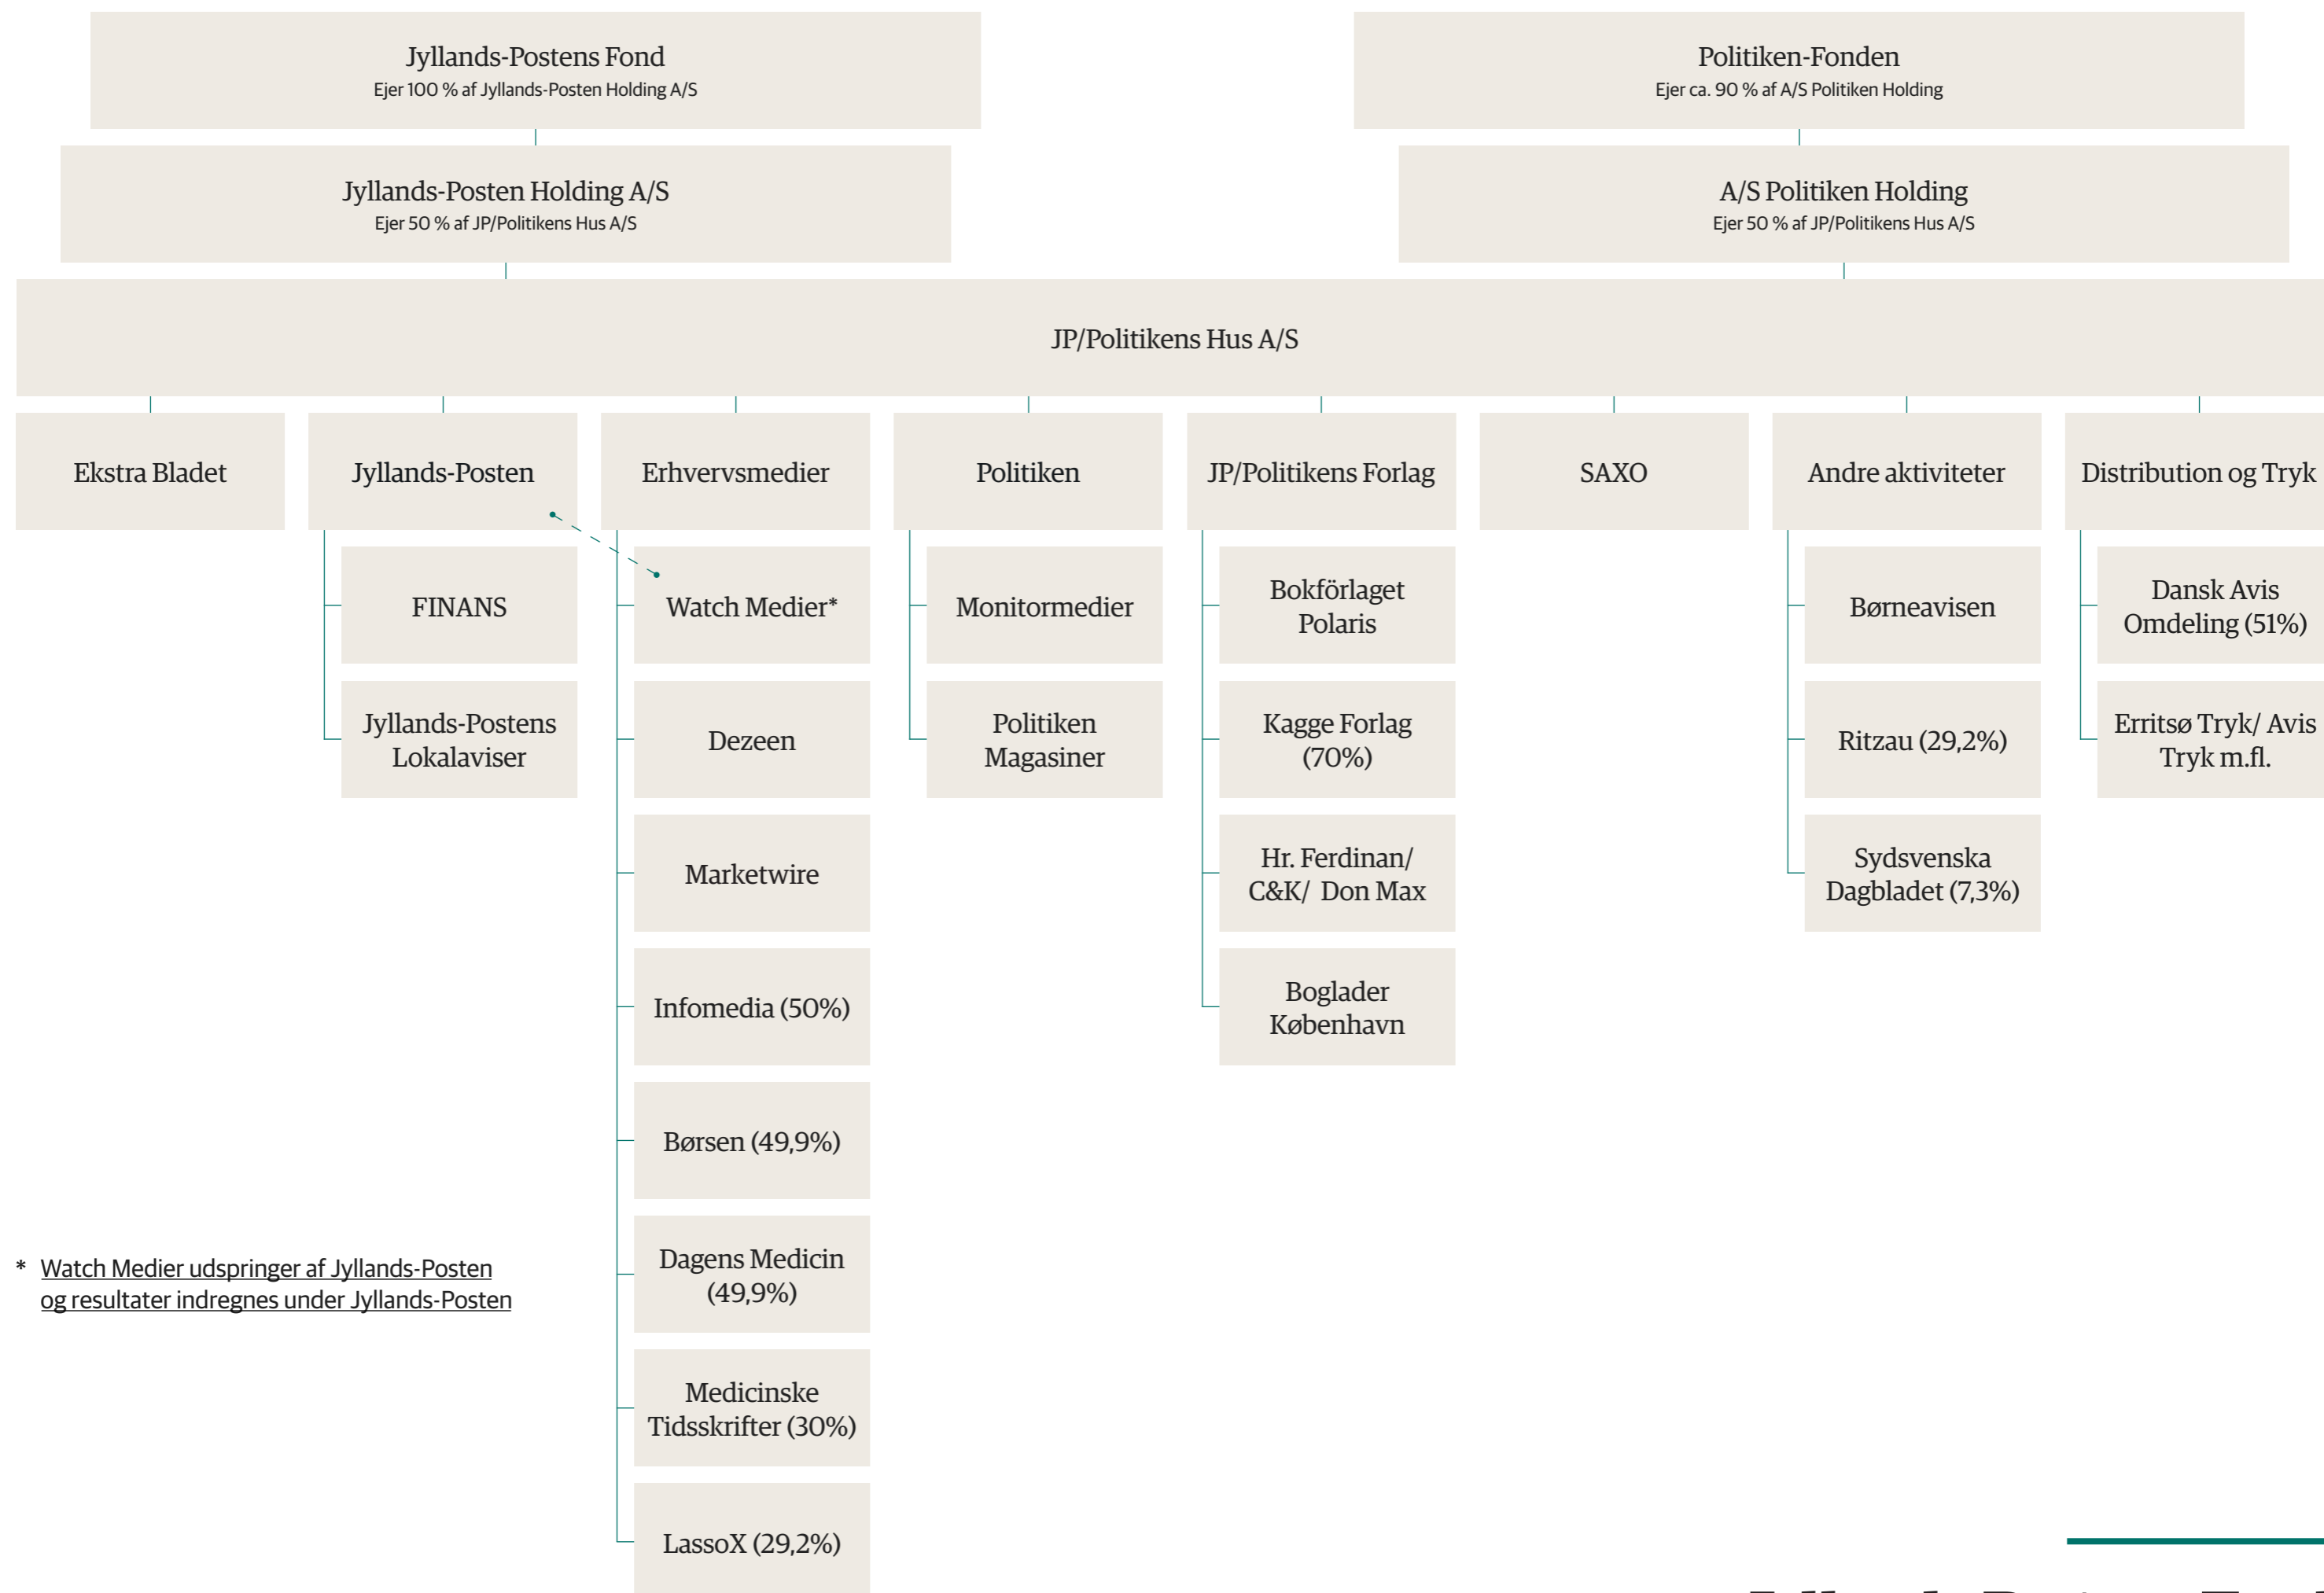 Jyllands-Postens Fond
Ejer 100 % af Jyllands-Posten Holding A/S
Politiken-Fonden
Ejer ca. 90 % af A/S Politiken Holding
Jyllands-Posten Holding A/S
Ejer 50 % af JP/Politikens Hus A/S
A/S Politiken Holding
Ejer 50 % af JP/Politikens Hus A/S
JP/Politikens Hus A/S
Ekstra Bladet
Jyllands-Posten
FINANS
Jyllands-Postens
Lokalaviser
Erhvervsmedier
Watch Medier*
Dezeen
Marketwire
Infomedia (50%)
Børsen (49,9%)
Dagens Medicin
(49,9%)
Medicinske
Tidsskrifter (30%)
LassoX (29,2%)
Politiken
Monitormedier
Politiken
Magasiner
JP/Politikens Forlag
Bokförlaget
Polaris
Kagge Forlag
(70%)
Hr. Ferdinan/
C&K/ Don Max
Boglader
København
SAXO
Andre aktiviteter
Børneavisen
Ritzau (29,2%)
Sydsvenska
Dagbladet (7,3%)
Distribution og Tryk
Dansk Avis
Omdeling (51%)
Erritsø Tryk/ Avis
Tryk m.fl.
* Watch Medier udspringer af Jyllands-Posten
og resultater indregnes under Jyllands-Posten